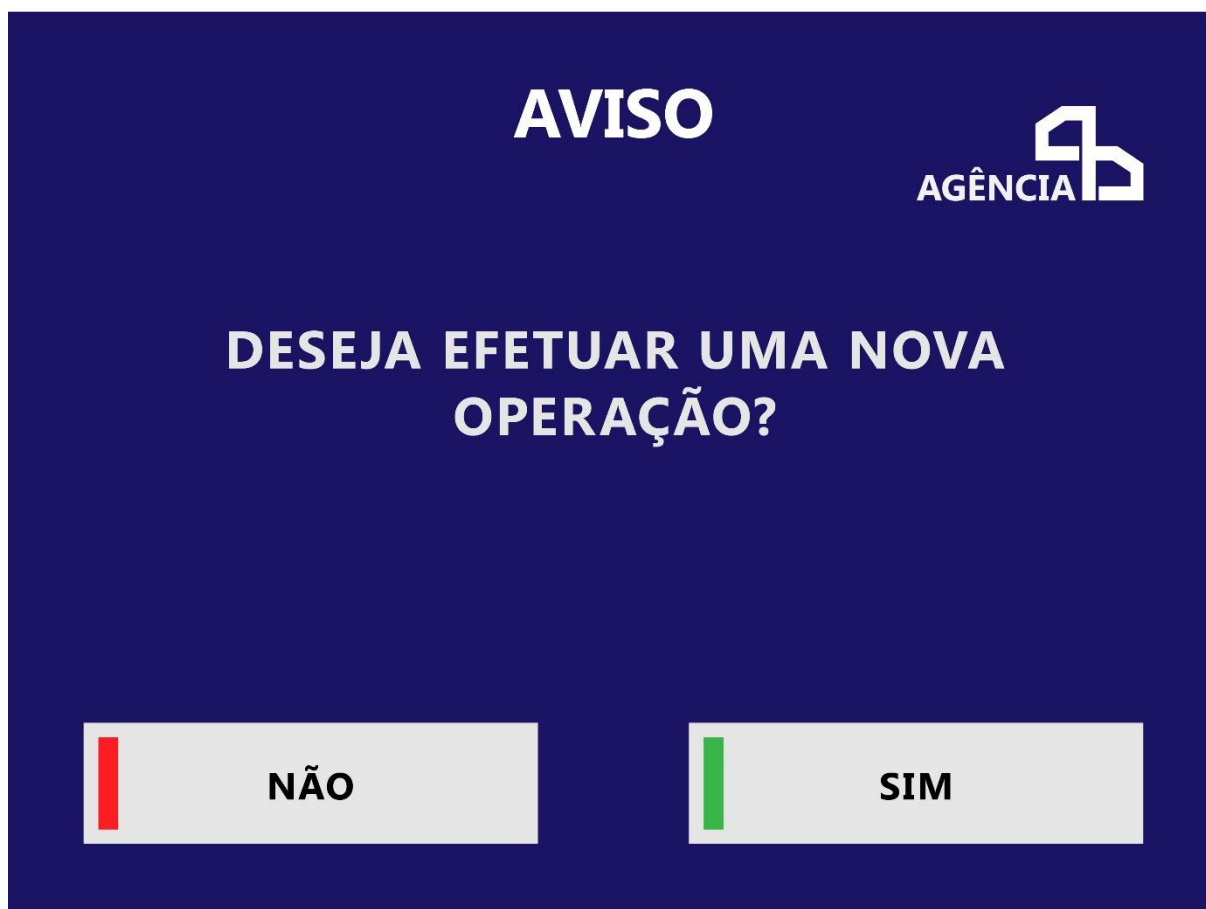 AVISO
AGÊNCIA
DESEJA EFETUAR UMA NOVA
OPERAÇÃO?
NÃO
SIM